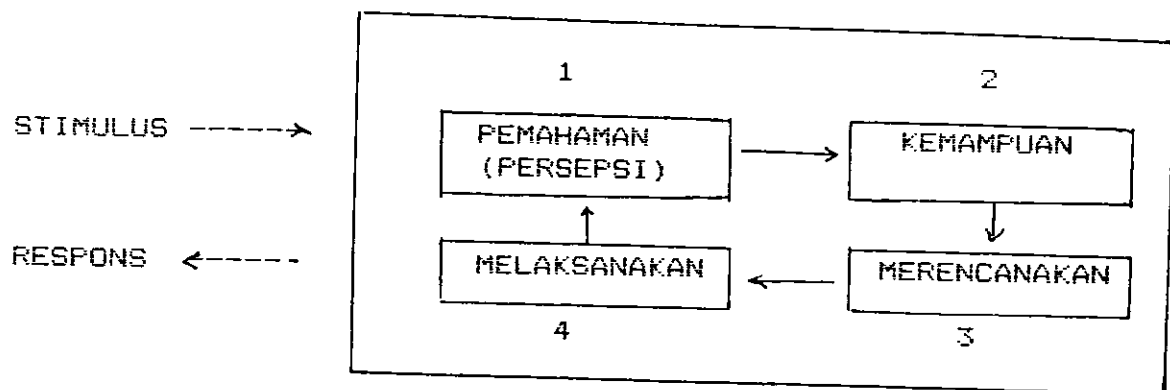 1 2
STIMULUS PEMAHAMAN KEMAMPUAN
(PERSEPSI)
RESPONS MELAKSANAKAN MERENCANAKAN
4 3